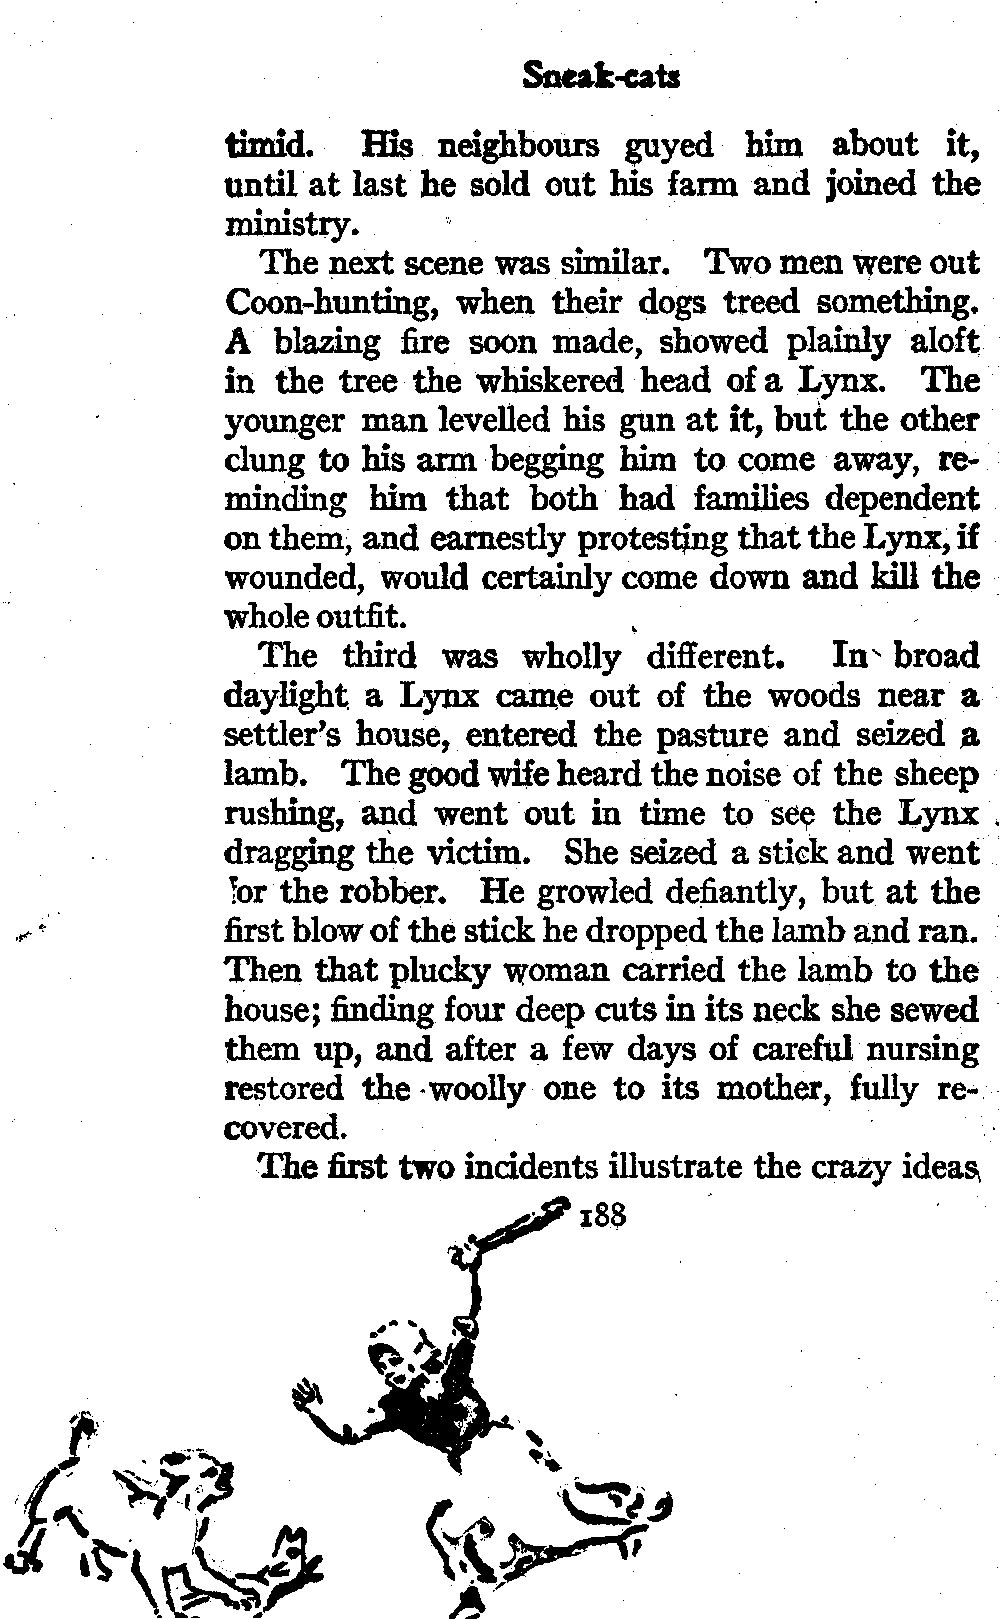 Sneak-cats
timid. His neighbours guyed him about it,
until at last he sold out his farm and joined the
ministry.
The next scene was similar. Two men were out
Coon-hunting, when their dogs treed something.
A blazing fire soon made, showed plainly aloft
in the tree the whiskered head of a Lynx. The
younger man levelled his gun at it, but the other
clung to his arm begging him to come away, re-
minding him that both had families dependent
on them, and earnestly protesting that the Lynx, if
wounded, would certainly come down and kill the
whole outfit.
The third was wholly different. In broad
daylight a Lynx came out of the woods near a
settler's house, entered the pasture and seized a
lamb. The good wife heard the noise of the sheep
rushing, and went out in time to see the Lynx
dragging the victim. She seized a stick and went
for the robber. He growled defiantly, but at the
first blow of the stick he dropped the lamb and ran.
Then that plucky woman carried the lamb to the
house; finding four deep cuts in its neck she sewed
them up, and after a few days of careful nursing
restored the woolly one to its mother, fully re-
covered.
The first two incidents illustrate the crazy ideas
188